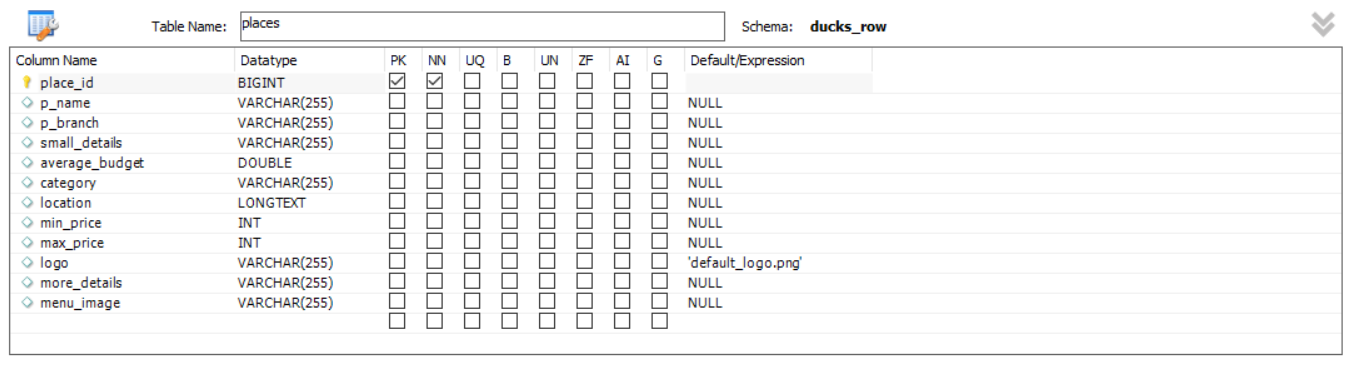 Table Name: places Schema: ducks_row
Column Name Datatype PK NN UQ B UN ZF AI G Default/Expression
place_id BIGINT
p_name VARCHAR(255) NULL
p_branch VARCHAR(255) NULL
small_details VARCHAR(255) NULL
average_budget DOUBLE NULL
category VARCHAR(255) NULL
location LONGTEXT NULL
min_price INT NULL
max_price INT NULL
logo VARCHAR(255) 'default_logo.png'
more_details VARCHAR(255) NULL
menu_image VARCHAR(255) NULL